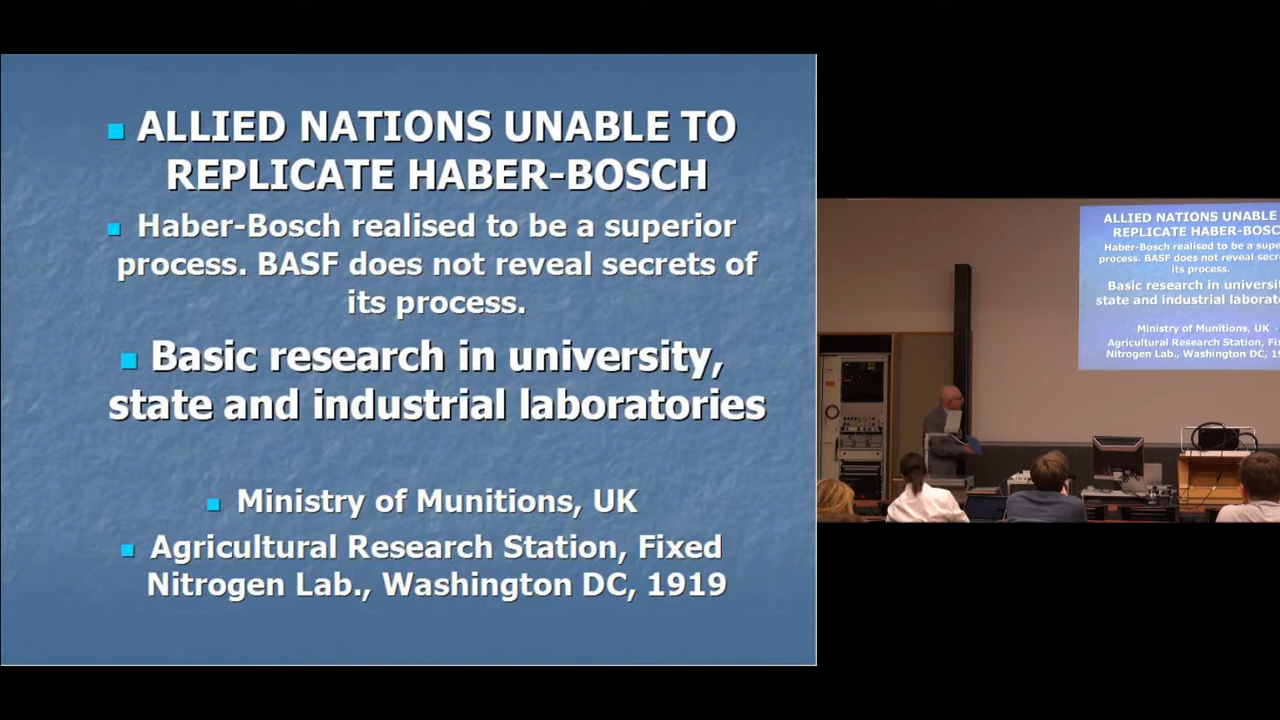 ALLIED NATIONS UNABLE TO
REPLICATE HABER-BOSCH
Haber-Bosch realised to be a superior
process. BASF does not reveal secrets of
its process.
Basic research in university,
state and industrial laboratories
Ministry of Munitions, UK
Agricultural Research Station, Fixed
Nitrogen Lab., Washington DC, 1919
ALLIED NATIONS UNABLE
REPLICATE HABER-BOSC
Haber-Bosch realised to be a supe
process. BASF does not reveal secre
its process.
Basic research in universi
state and industrial laborato
Ministry of Munitions, UK
Agricultural Research Station, Fix
Nitrogen Lab., Washington DC, 1